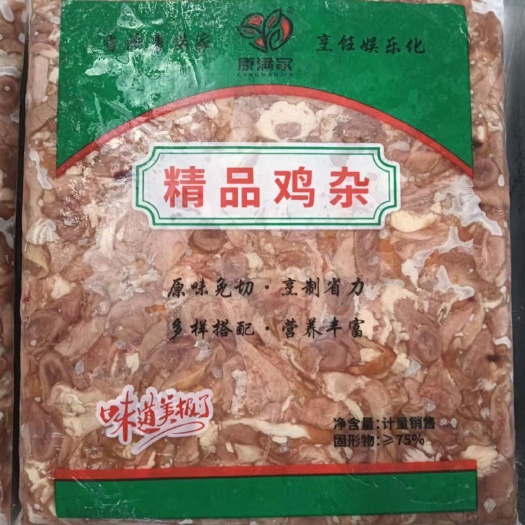 烹饪娱乐化
康满家
KANGMANJIA
精品鸡杂
原味免切·烹制省力
多样搭配·营养丰富
味道美极了
净含量:计量销售
固形物:≥75%